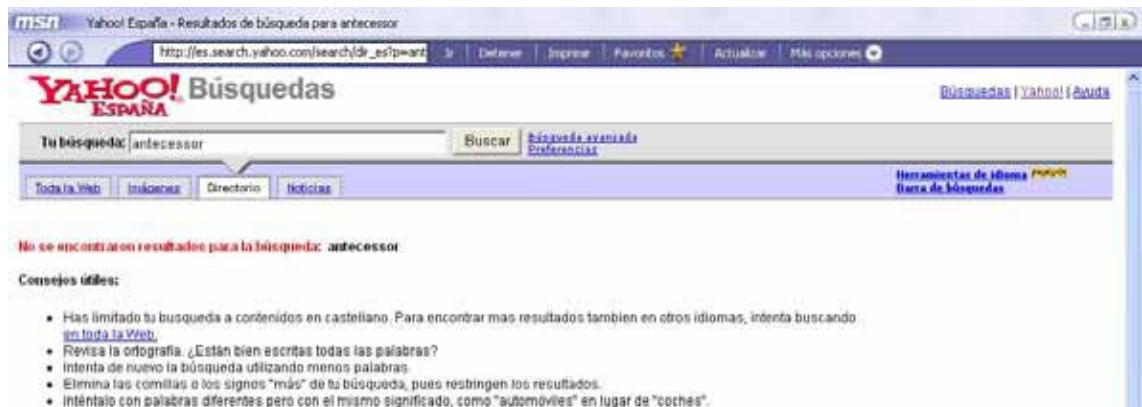 msn Yahoo! España - Resultados de búsqueda para antecessor
http://es.search.yahoo.com/search/dir_es?p=ant Ir Detener Imprimir Favoritos Actualizar Más opciones
YAHOO! ESPAÑA Búsquedas
Búsquedas | Yahoo! | Ayuda
Tu búsqueda: antecessor Buscar Búsqueda avanzada
Preferencias
Toda la Web Imágenes Directorio Noticias
Herramientas de idioma
Barra de búsquedas
No se encontraron resultados para la búsqueda: antecessor
Consejos útiles:
• Has limitado tu busqueda a contenidos en castellano. Para encontrar mas resultados tambien en otros idiomas, intenta buscando
en toda la Web.
• Revisa la ortografía. ¿Están bien escritas todas las palabras?
• Intenta de nuevo la búsqueda utilizando menos palabras.
• Elimina las comillas o los signos "más" de tu búsqueda, pues restringen los resultados.
• Inténtalo con palabras diferentes pero con el mismo significado, como "automóviles" en lugar de "coches".